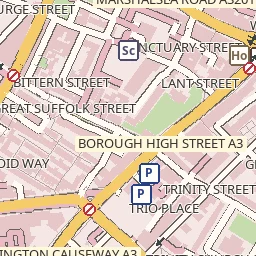 MARSHALSEA ROAD A3201
URGE STREET
Sc
NCTUARY STREET
Ho
BITTERN STREET
LANT STREET
GREAT SUFFOLK STREET
BOROUGH HIGH STREET A3
OID WAY
P
TRINITY STREET
P
TRIO PLACE
INGTON CAUSEWAY A3